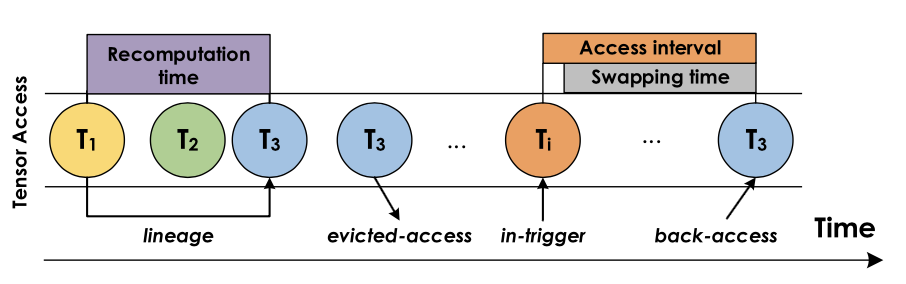 Recomputation
time
Access interval
Swapping time
Tensor Access
T1
T2
T3
T3
...
Ti
...
T3
lineage
evicted-access
in-trigger
back-access
Time